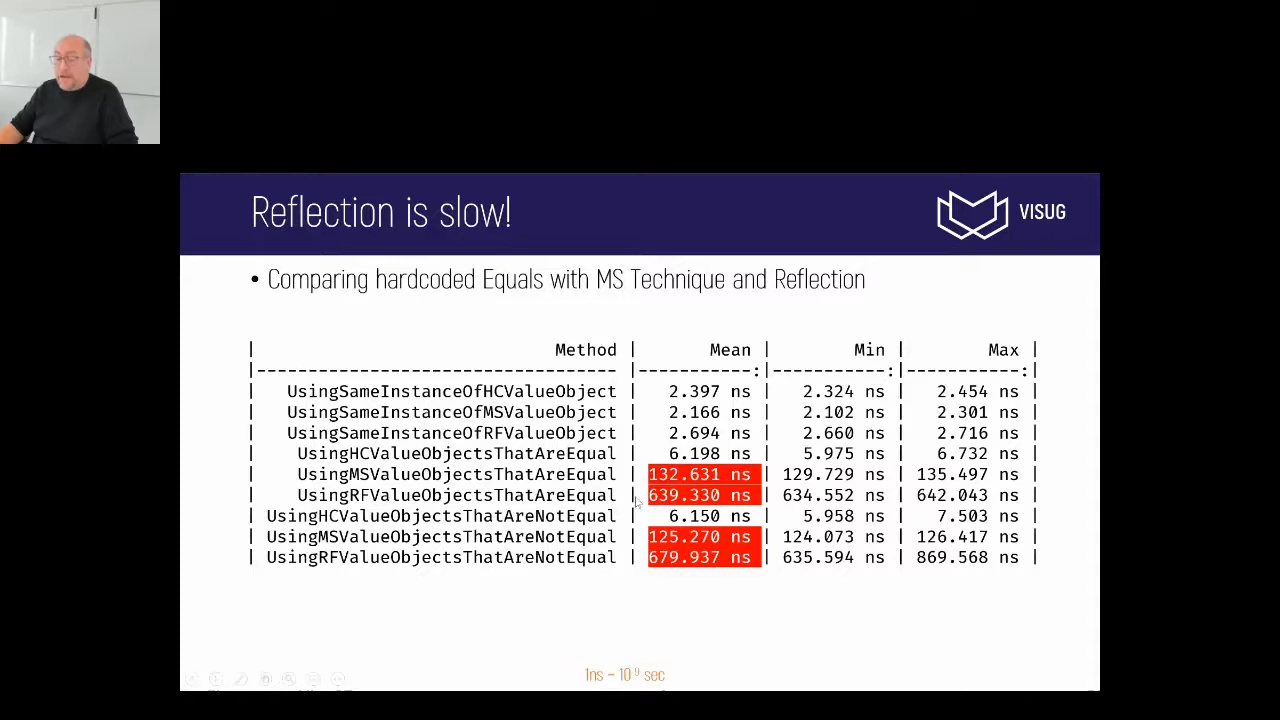 Reflection is slow!
VISUG
• Comparing hardcoded Equals with MS Technique and Reflection
| Method | Mean | Min | Max |
|----------------------------------- |-----------:|-----------:|-----------:|
| UsingSameInstanceOfHCValueObject | 2.397 ns | 2.324 ns | 2.454 ns |
| UsingSameInstanceOfMSValueObject | 2.166 ns | 2.102 ns | 2.301 ns |
| UsingSameInstanceOfRFValueObject | 2.694 ns | 2.660 ns | 2.716 ns |
| UsingHCValueObjectsThatAreEqual | 6.198 ns | 5.975 ns | 6.732 ns |
| UsingMSValueObjectsThatAreEqual | 132.631 ns | 129.729 ns | 135.497 ns |
| UsingRFValueObjectsThatAreEqual | 639.330 ns | 634.552 ns | 642.043 ns |
| UsingHCValueObjectsThatAreNotEqual | 6.150 ns | 5.958 ns | 7.503 ns |
| UsingMSValueObjectsThatAreNotEqual | 125.270 ns | 124.073 ns | 126.417 ns |
| UsingRFValueObjectsThatAreNotEqual | 679.937 ns | 635.594 ns | 869.568 ns |
1ns = 10⁻⁹ sec